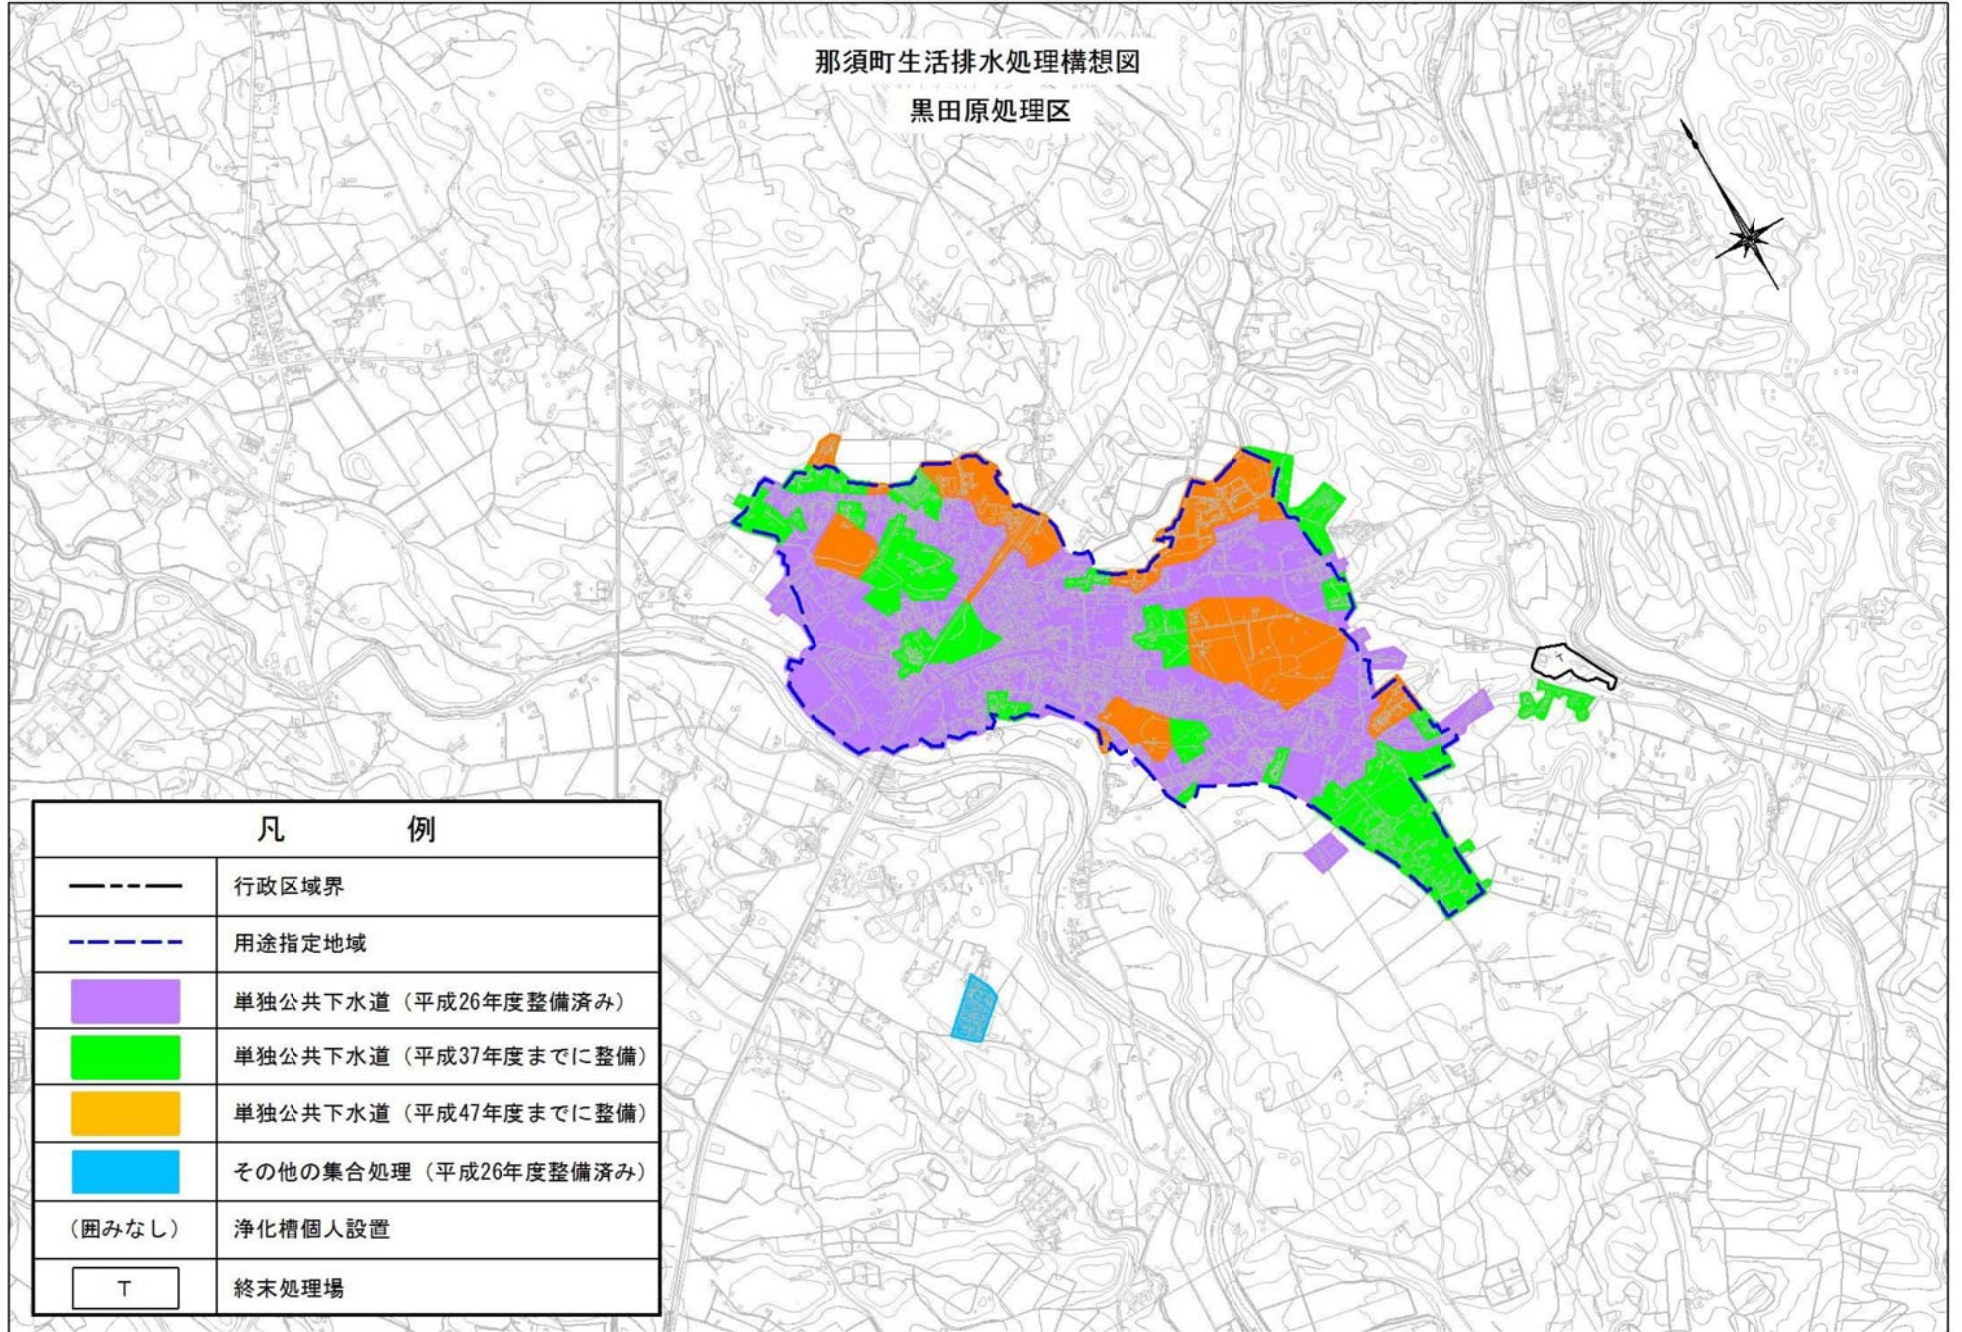 那須町生活排水処理構想図
黒田原処理区
T
凡　例
行政区域界
用途指定地域
単独公共下水道（平成26年度整備済み）
単独公共下水道（平成37年度までに整備）
単独公共下水道（平成47年度までに整備）
その他の集合処理（平成26年度整備済み）
（囲みなし） 浄化槽個人設置
T 終末処理場